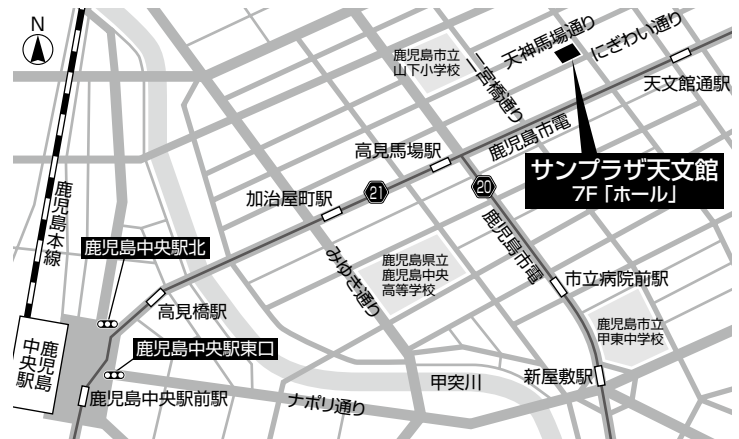 N
鹿児島市立
山下小学校
二官橋通り
天神馬場通り
にぎわい通り
天文館通駅
鹿児島市電
高見馬場駅
サンプラザ天文館
7F「ホール」
21
20
加治屋町駅
鹿児島本線
鹿児島中央駅北
みゆき通り
鹿児島県立
鹿児島中央
高等学校
鹿児島市電
市立病院前駅
高見橋駅
鹿児島市立
甲東中学校
鹿児島
中央駅
鹿児島中央駅東口
甲突川
新屋敷駅
鹿児島中央駅前駅
ナポリ通り